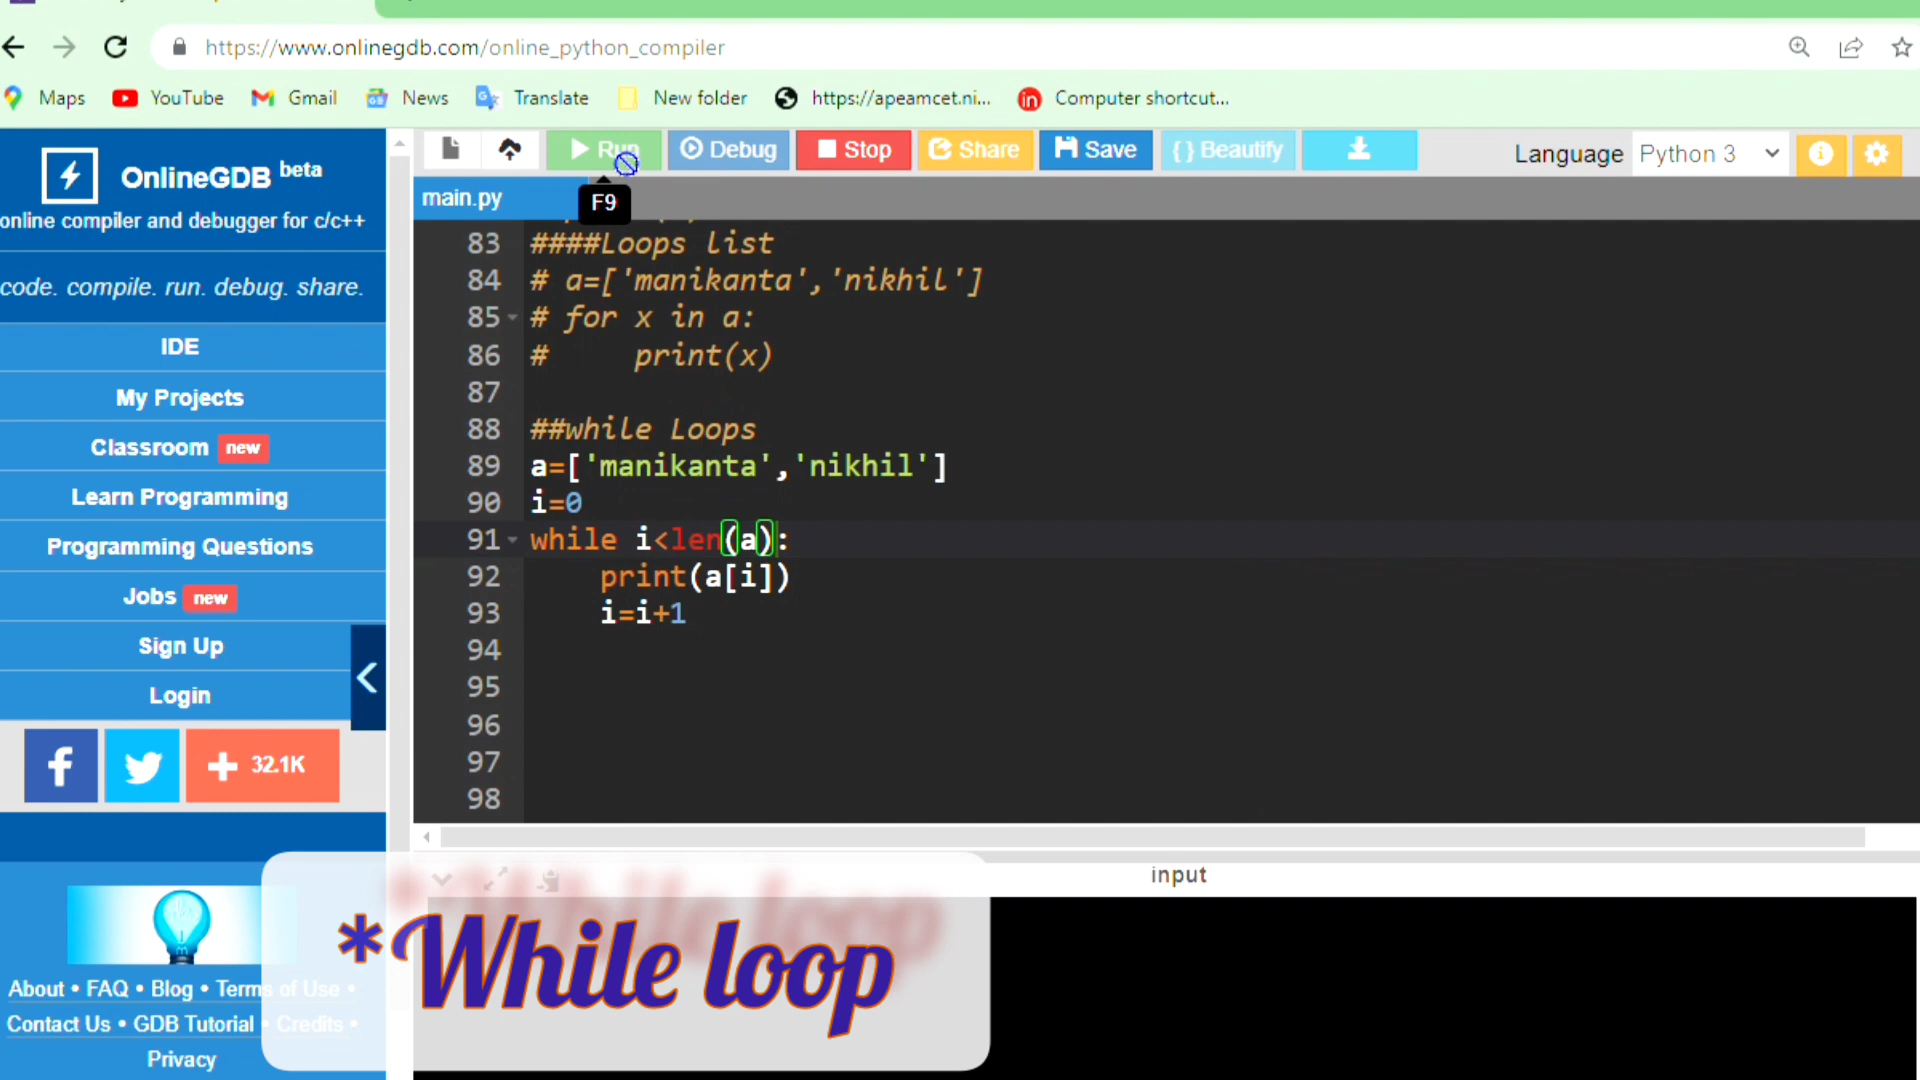 https://www.onlinegdb.com/online_python_compiler
Maps YouTube Gmail News Translate New folder https://apeamcet.ni... in Computer shortcut...
OnlineGDB beta
online compiler and debugger for c/c++
code. compile. run. debug. share.
IDE
My Projects
Classroom new
Learn Programming
Programming Questions
Jobs new
Sign Up
Login
f
32.1K
About • FAQ • Blog • Terms of Use •
Contact Us • GDB Tutorial • Credits •
Privacy
Run Debug Stop Share Save { } Beautify Language Python 3
F9
main.py
83 ####Loops list
84 # a=['manikanta','nikhil']
85 # for x in a:
86 #     print(x)
87
88 ##while Loops
89 a=['manikanta','nikhil']
90 i=0
91 while i<len(a):
92     print(a[i])
93     i=i+1
94
95
96
97
98
input
*While loop